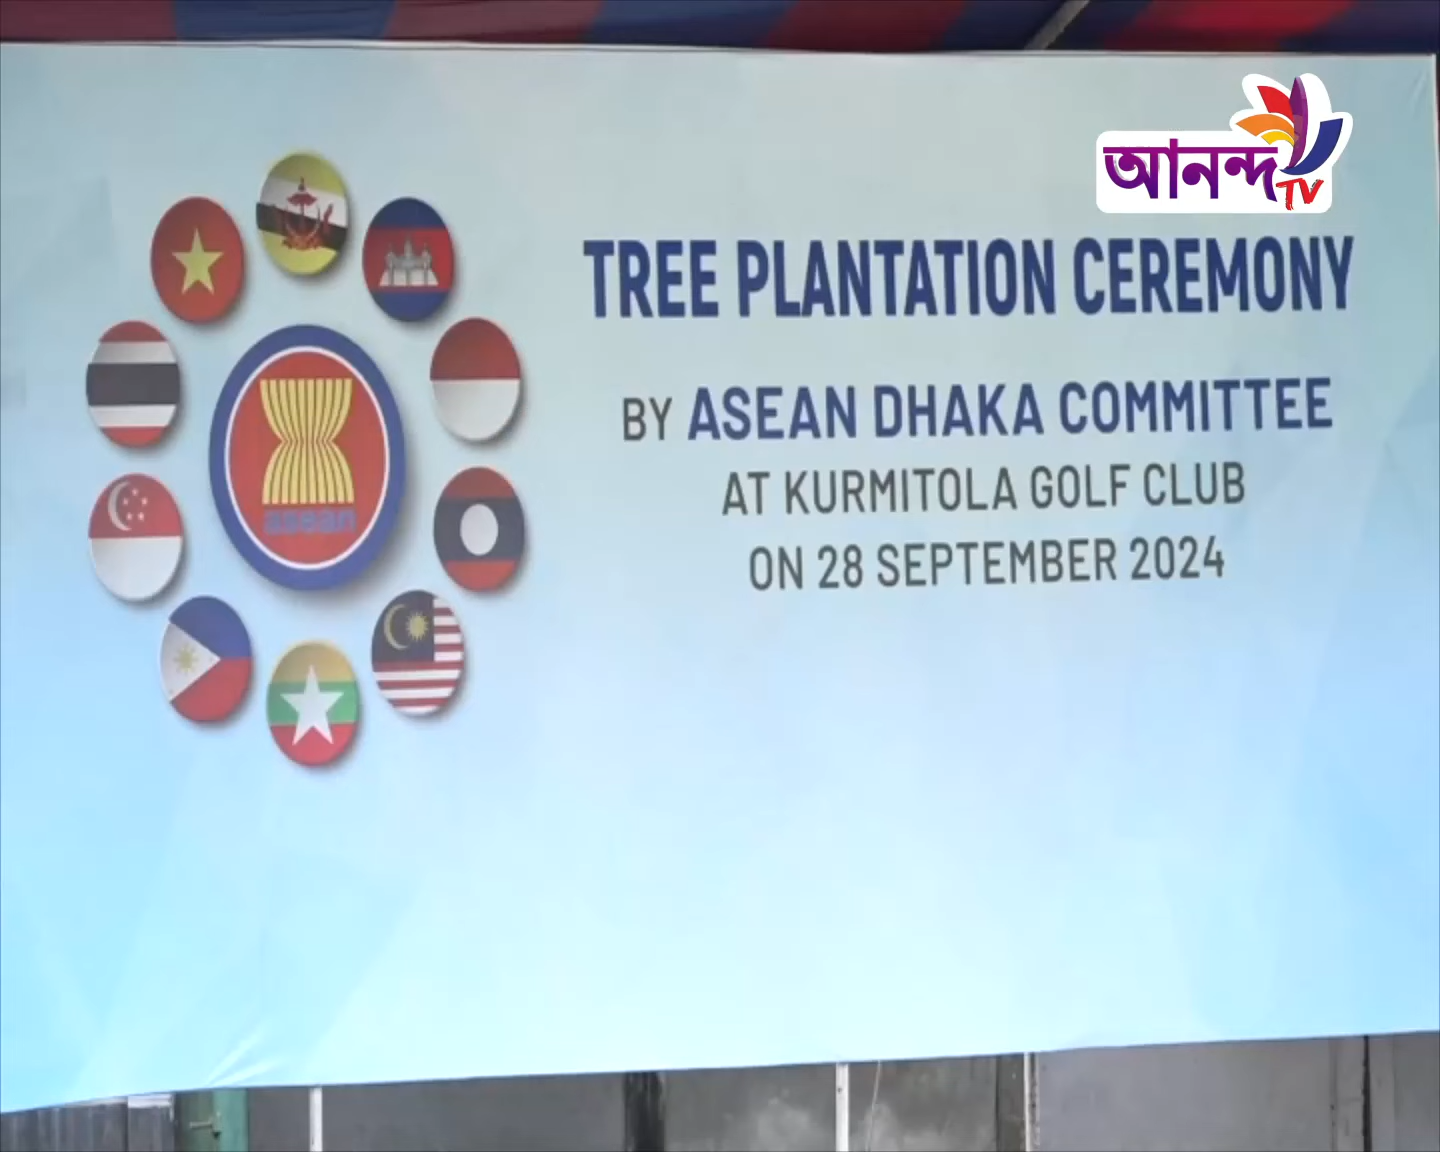 আনন্দ TV
TREE PLANTATION CEREMONY
BY ASEAN DHAKA COMMITTEE
AT KURMITOLA GOLF CLUB
ON 28 SEPTEMBER 2024
asean